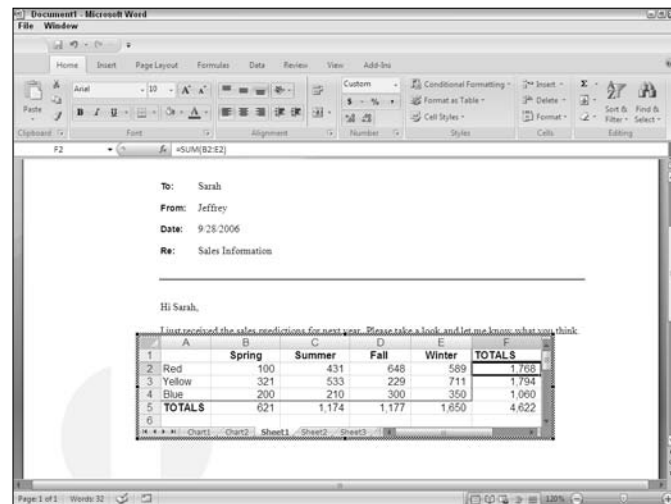 Document1 - Microsoft Word
File Window
Home Insert Page Layout Formulas Data Review View Add-Ins
Paste
Arial 10 A A
B I U A
Custom
$ % ,
Conditional Formatting
Format as Table
Cell Styles
Insert
Delete
Format
Σ
Sort & Filter
Find & Select
Clipboard Font Alignment Number Styles Cells Editing
F2 fx =SUM(B2:E2)
To: Sarah
From: Jeffrey
Date: 9/28/2006
Re: Sales Information
Hi Sarah,
I just received the sales predictions for next year. Please take a look and let me know what you think.
A B C D E F
1 Spring Summer Fall Winter TOTALS
2 Red 100 431 648 589 1,768
3 Yellow 321 533 229 711 1,794
4 Blue 200 210 300 350 1,060
5 TOTALS 621 1,174 1,177 1,650 4,622
6
Chart1 Chart2 Sheet1 Sheet2 Sheet3
Page: 1 of 1 Words: 32 120%